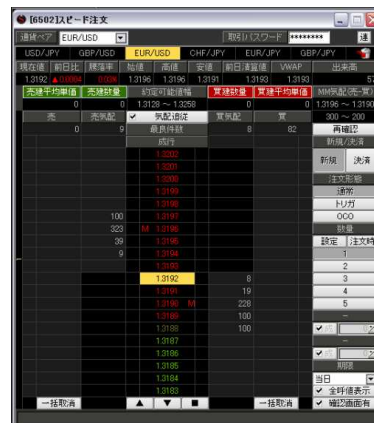 [6502]スピード注文
通貨ペア EUR/USD 取引パスワード ******** 連
USD/JPY GBP/USD EUR/USD CHF/JPY EUR/JPY GBP/JPY
現在値 前日比 騰落率 始値 高値 安値 前日清算値 VWAP 出来高
1.3192 ▲0.0004 0.03% 1.3196 1.3196 1.3191 1.3193 1.3193 57
売建平均単価 売建数量 約定可能値幅 買建数量 買建平均単価 MM気配(売-買)
0 0 1.3128 ~ 1.3258 0 0 1.3196 ~ 1.3190
売 売気配 ✔ 気配追従 買気配 買 300 ~ 200
0 9 最良件数 8 82 再確認
成行 新規/決済
1.3202
1.3201 新規 決済
1.3200 注文形態
1.3199 通常
1.3198 トリガ
100 1.3197 OCO
323 M 1.3196 数量
39 1.3195 設定 注文時
9 1.3194 1
1.3193 2
1.3192 8 3
1.3191 19 4
1.3190 M 228 5
1.3189 100 -
1.3188 100
1.3187 -
1.3186
1.3185 期限
1.3184 当日
1.3183 ✔ 全呼値表示
一括取消 ▲ ▼ ■ 一括取消 ✔ 確認画面有